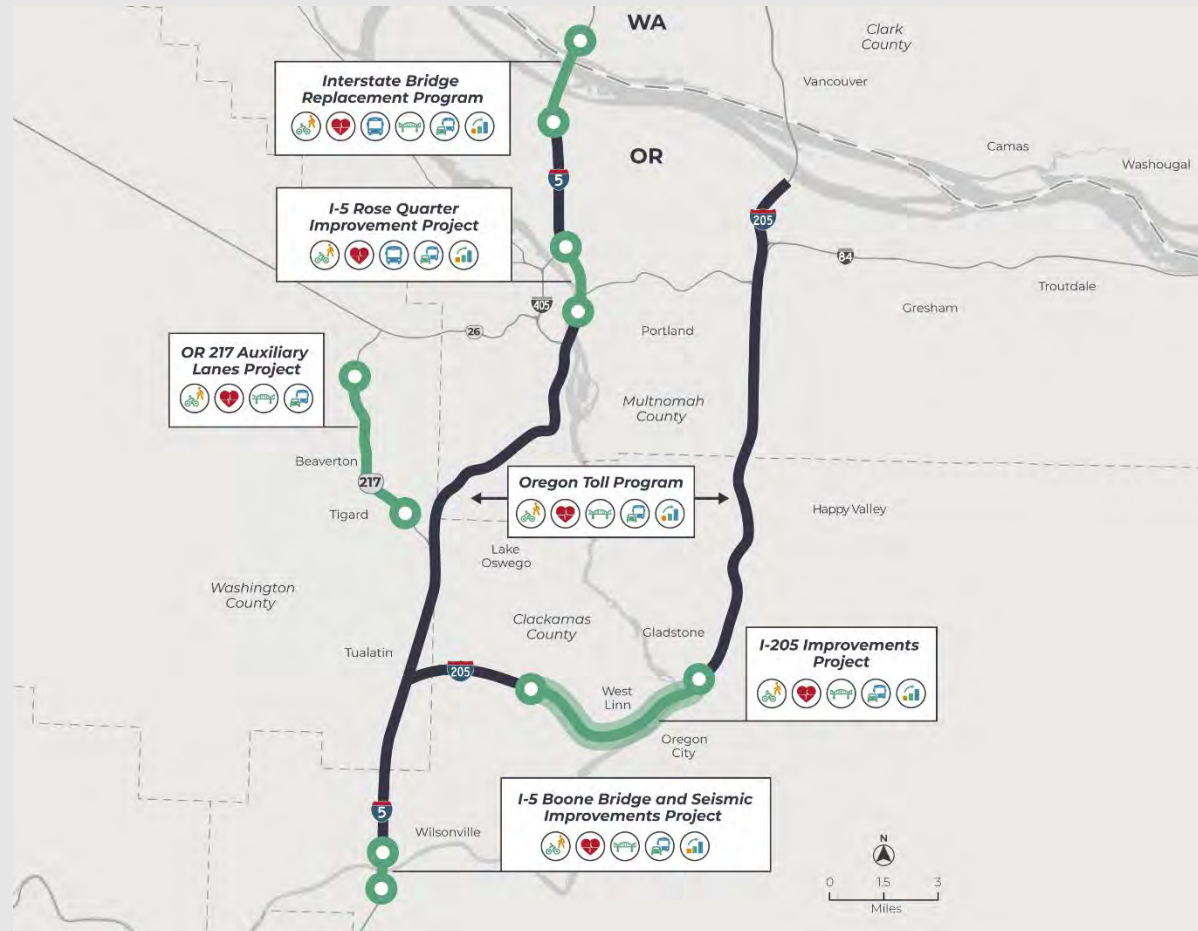 WA
Clark
County
Vancouver
Interstate Bridge
Replacement Program
OR
Camas
Washougal
5
I-5 Rose Quarter
Improvement Project
205
84
Troutdale
405
Gresham
26
Portland
OR 217 Auxiliary
Lanes Project
Multnomah
County
Beaverton
217
Oregon Toll Program
Tigard
Happy Valley
Lake
Oswego
Washington
County
Clackamas
County
Gladstone
I-205 Improvements
Project
Tualatin
205
West
Linn
Oregon
City
I-5 Boone Bridge and Seismic
Improvements Project
5
Wilsonville
N
0 1.5 3
Miles